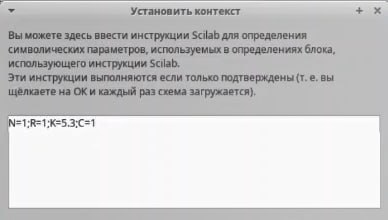 Установить контекст
Вы можете здесь ввести инструкции Scilab для определения
символических параметров, используемых в определениях блока,
использующего инструкции Scilab.
Эти инструкции выполняются если только подтверждены (т. е. вы
щёлкаете на ОК и каждый раз схема загружается).
N=1;R=1;K=5.3;C=1